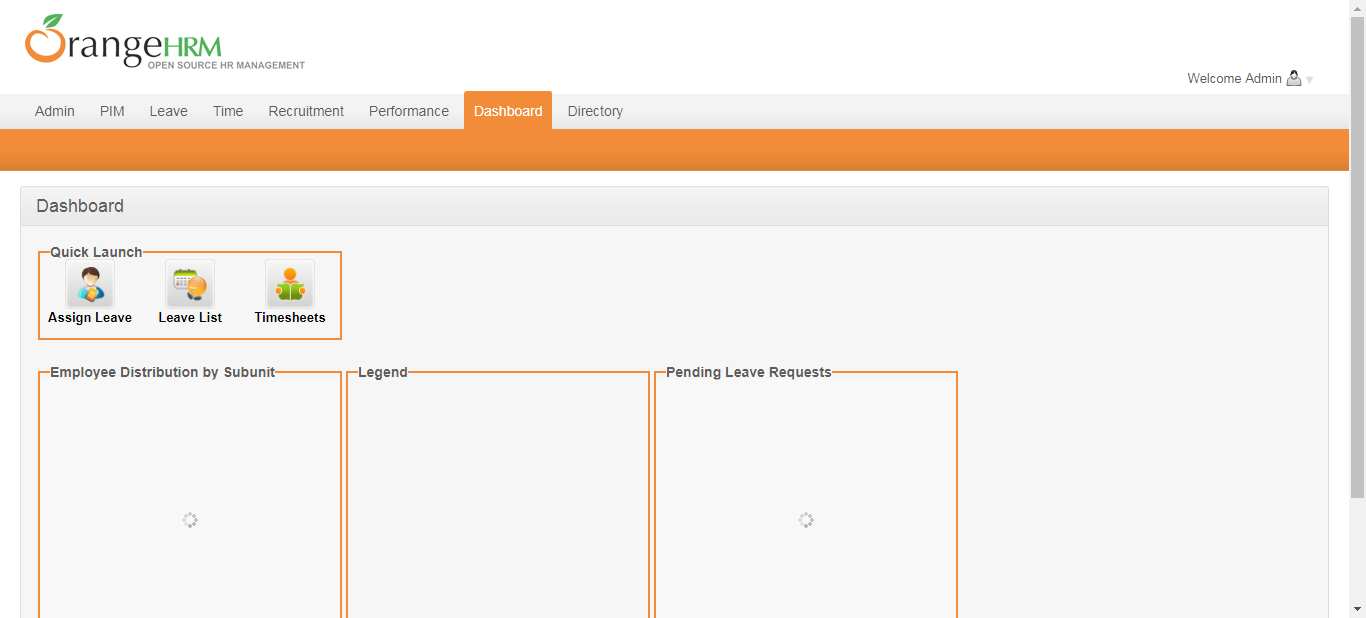 OrangeHRM
OPEN SOURCE HR MANAGEMENT
Welcome Admin
Admin PIM Leave Time Recruitment Performance Dashboard Directory
Dashboard
Quick Launch
Assign Leave Leave List Timesheets
Employee Distribution by Subunit Legend Pending Leave Requests